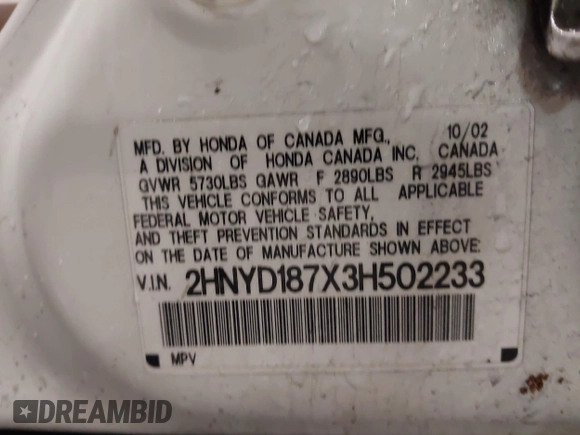 MFD. BY HONDA OF CANADA MFG., 10/02
A DIVISION OF HONDA CANADA INC. CANADA
GVWR 5730LBS GAWR F 2890LBS R 2945LBS
THIS VEHICLE CONFORMS TO ALL APPLICABLE
FEDERAL MOTOR VEHICLE SAFETY,
AND THEFT PREVENTION STANDARDS IN EFFECT
ON THE DATE OF MANUFACTURE SHOWN ABOVE:
V.I.N. 2HNYD187X3H502233
MPV
DREAMBID